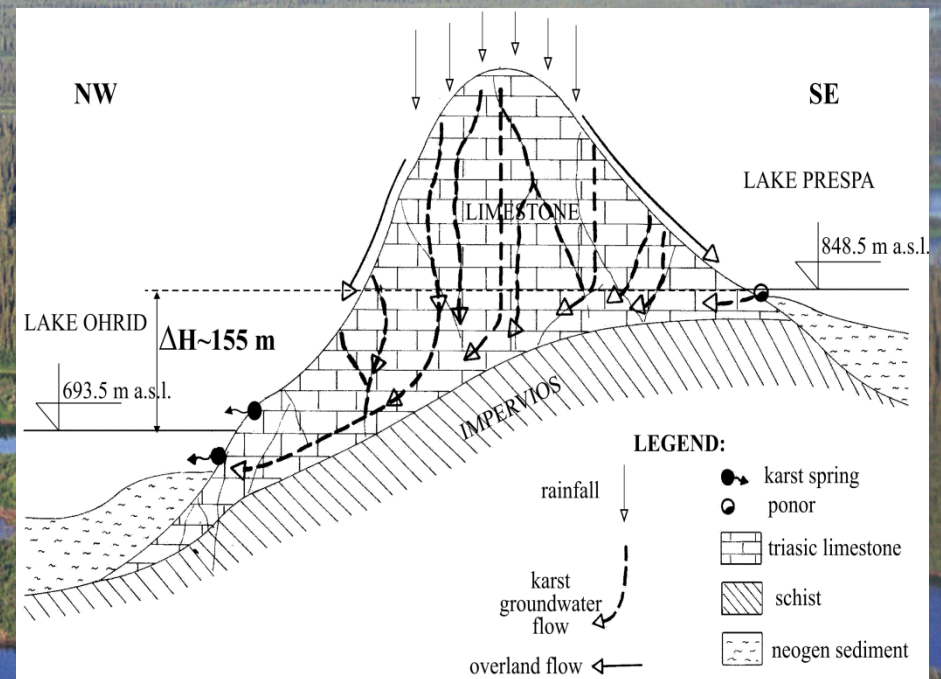 NW
SE
LIMESTONE
LAKE PRESPA
848.5 m a.s.l.
LAKE OHRID
ΔH~155 m
693.5 m a.s.l.
IMPERVIOS
LEGEND:
rainfall
karst
groundwater
flow
overland flow
karst spring
ponor
triasic limestone
schist
neogen sediment